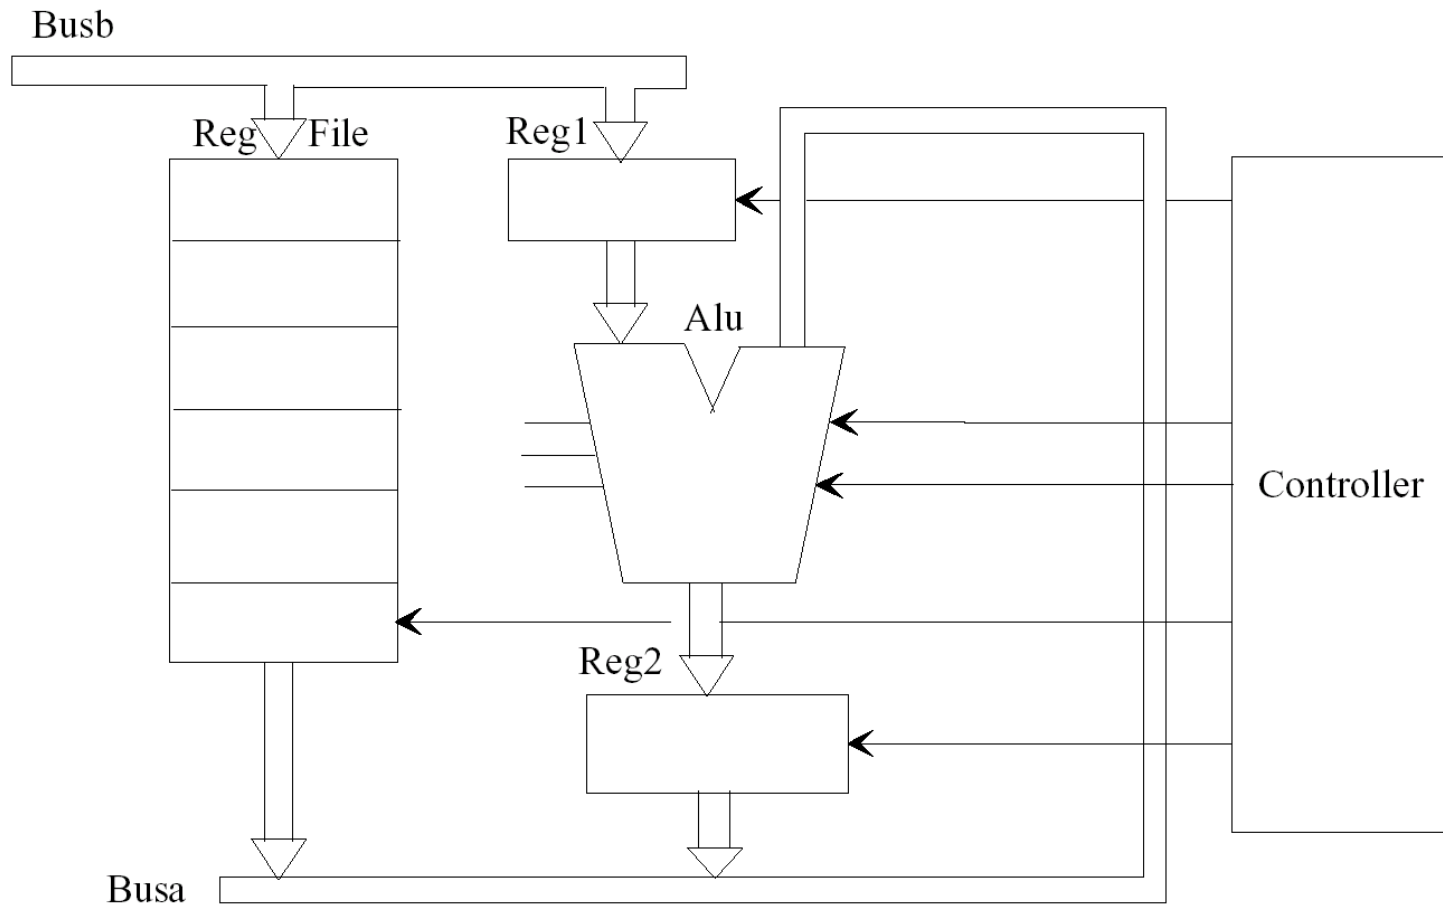 Busb
Reg File
Reg1
Alu
Controller
Reg2
Busa